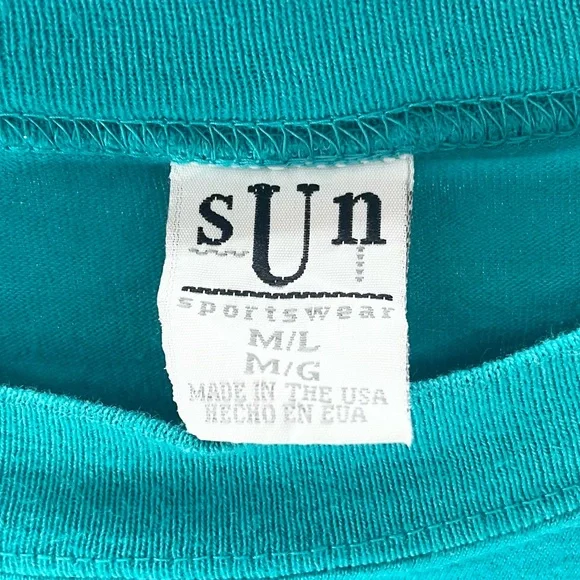 sUn
sportswear
M/L
M/G
MADE IN THE USA
HECHO EN EUA